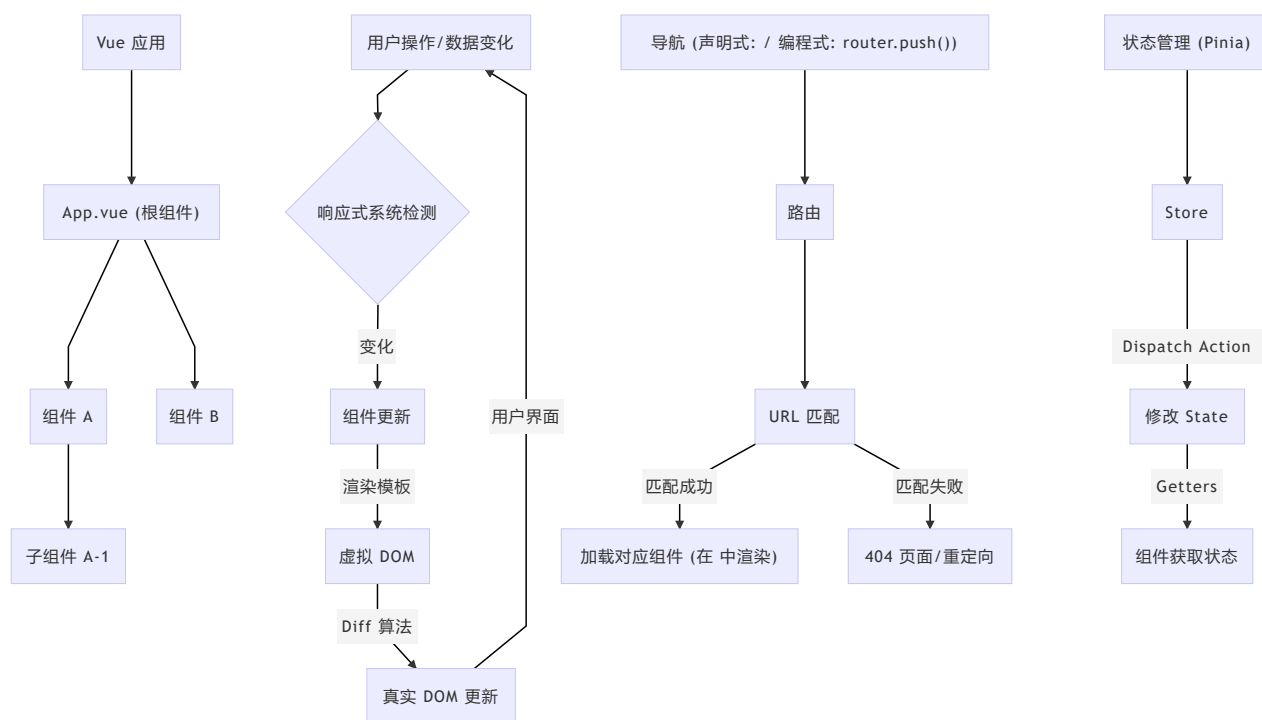 Vue 应用
用户操作/数据变化
导航 (声明式: / 编程式: router.push())
状态管理 (Pinia)
App.vue (根组件)
响应式系统检测
路由
Store
变化
Dispatch Action
组件 A
组件 B
组件更新
用户界面
URL 匹配
修改 State
渲染模板
匹配成功
匹配失败
Getters
子组件 A-1
虚拟 DOM
加载对应组件 (在 中渲染)
404 页面/重定向
组件获取状态
Diff 算法
真实 DOM 更新